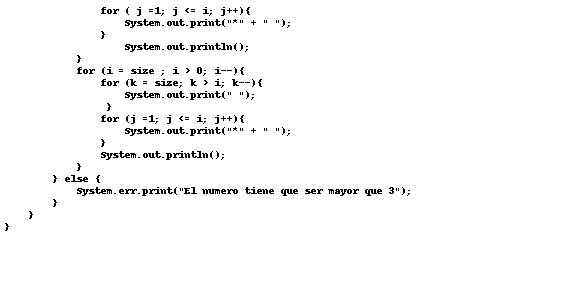 for ( j =1; j <= i; j++){
System.out.print("*" + " ");
}
System.out.println();
}
for (i = size ; i > 0; i--){
for (k = size; k > i; k--){
System.out.print(" ");
}
for (j =1; j <= i; j++){
System.out.print("*" + " ");
}
System.out.println();
}
} else {
System.err.print("El numero tiene que ser mayor que 3");
}
}
}